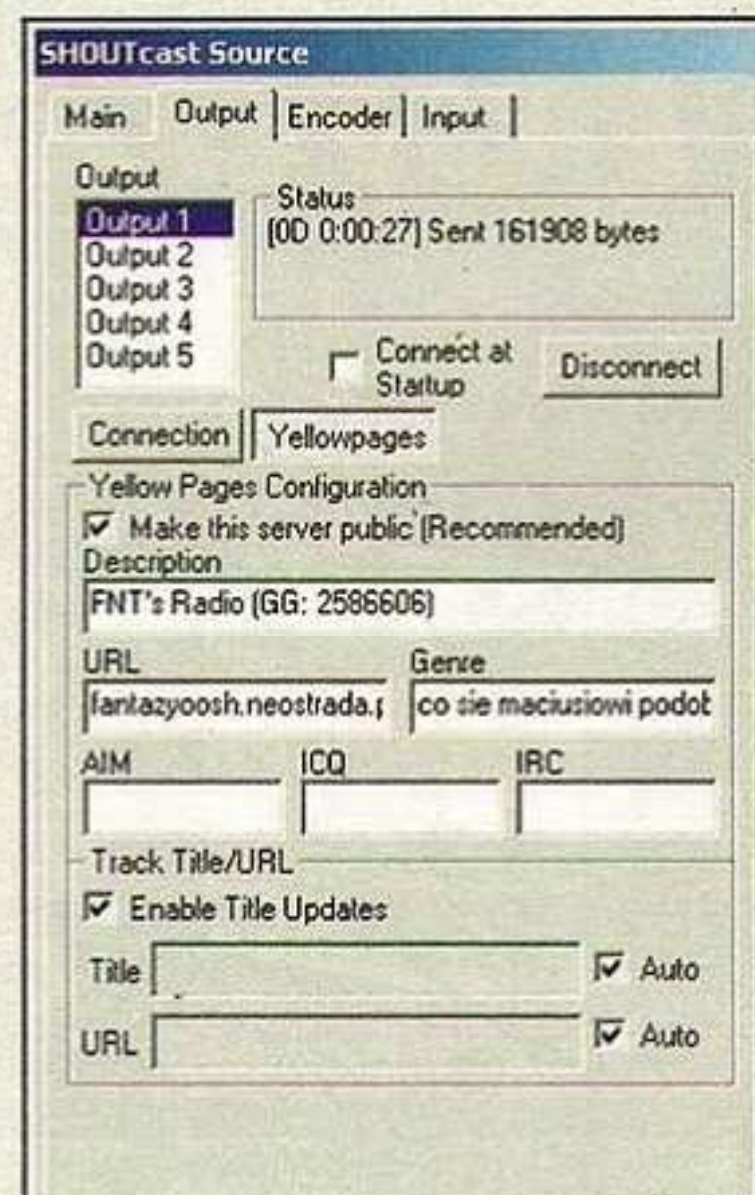 SHOUTcast Source
Main Output Encoder Input
Output
Output 1
Output 2
Output 3
Output 4
Output 5
Status
[0D 0:00:27] Sent 161908 bytes
Connect at
Startup
Disconnect
Connection Yellowpages
Yellow Pages Configuration
Make this server public (Recommended)
Description
FNT's Radio (GG: 2586606)
URL Genre
fantazyoosh.neostrada.p co sie maciusiowi podob
AIM ICQ IRC
Track Title/URL
Enable Title Updates
Title Auto
URL Auto